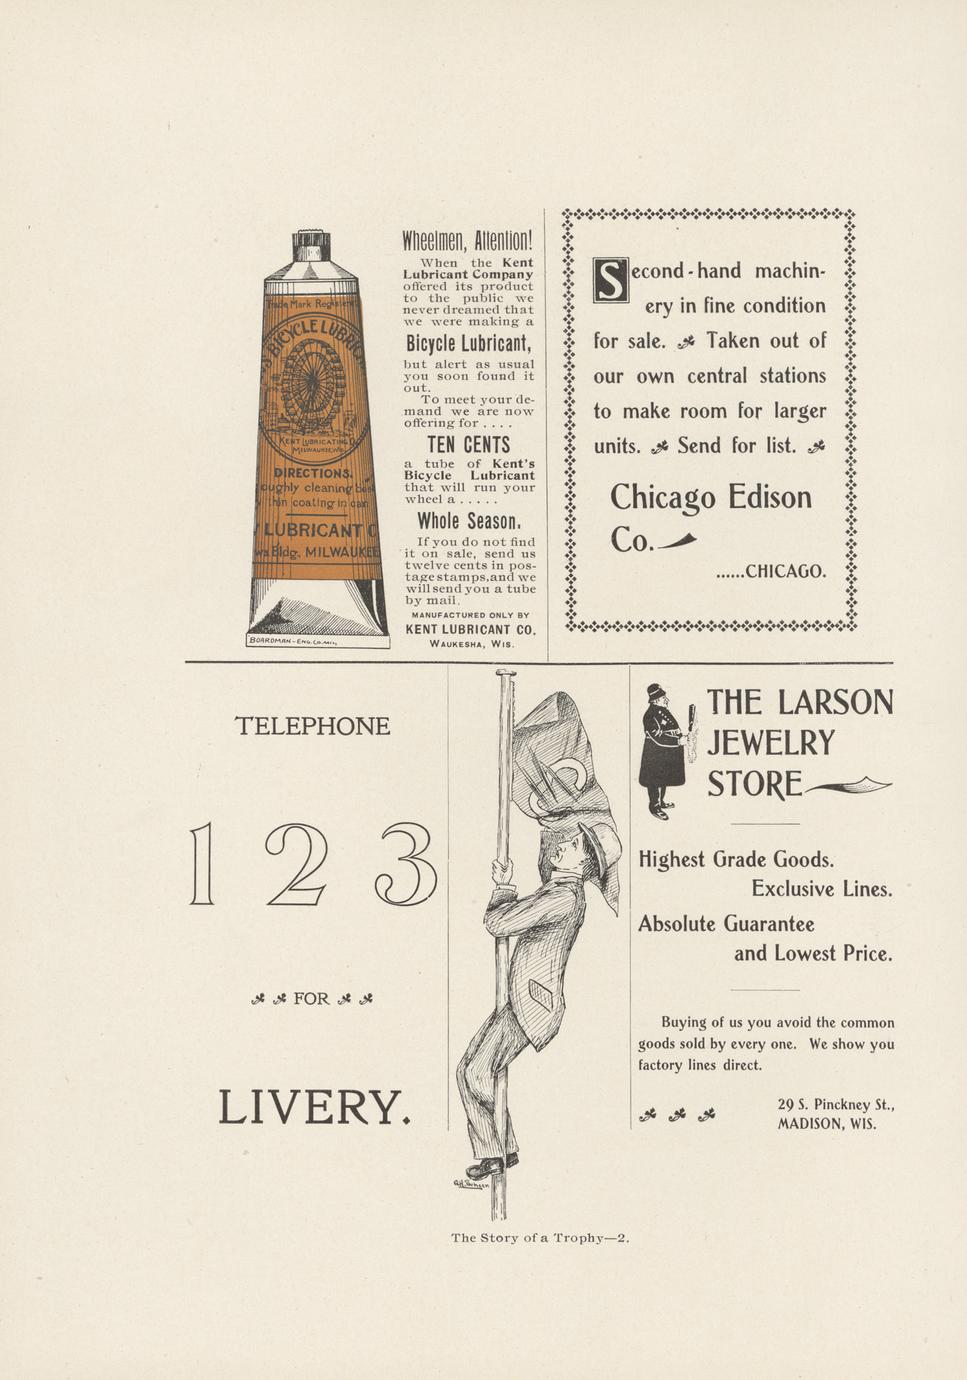 Trade Mark Registere
BICYCLE LUBRI
KENT LUBRICATING
MILWAUKEE
DIRECTIONS.
oughly cleaning
thin coating in
LUBRICANT C
Bldg. MILWAUKEE
BOARDMAN-ENG.CO.MIL.
Wheelmen, Attention!
When the Kent
Lubricant Company
offered its product
to the public we
never dreamed that
we were making a
Bicycle Lubricant,
but alert as usual
you soon found it
out.
To meet your de-
mand we are now
offering for . . . .
TEN CENTS
a tube of Kent's
Bicycle Lubricant
that will run your
wheel a . . . . .
Whole Season.
If you do not find
it on sale, send us
twelve cents in pos-
tage stamps, and we
will send you a tube
by mail.
MANUFACTURED ONLY BY
KENT LUBRICANT CO.
WAUKESHA, WIS.
Second-hand machin-
ery in fine condition
for sale. Taken out of
our own central stations
to make room for larger
units. Send for list.
Chicago Edison
Co.
......CHICAGO.
TELEPHONE
1 2 3
FOR
LIVERY.
The Story of a Trophy—2.
THE LARSON
JEWELRY
STORE
Highest Grade Goods.
Exclusive Lines.
Absolute Guarantee
and Lowest Price.
Buying of us you avoid the common
goods sold by every one. We show you
factory lines direct.
29 S. Pinckney St.,
MADISON, WIS.